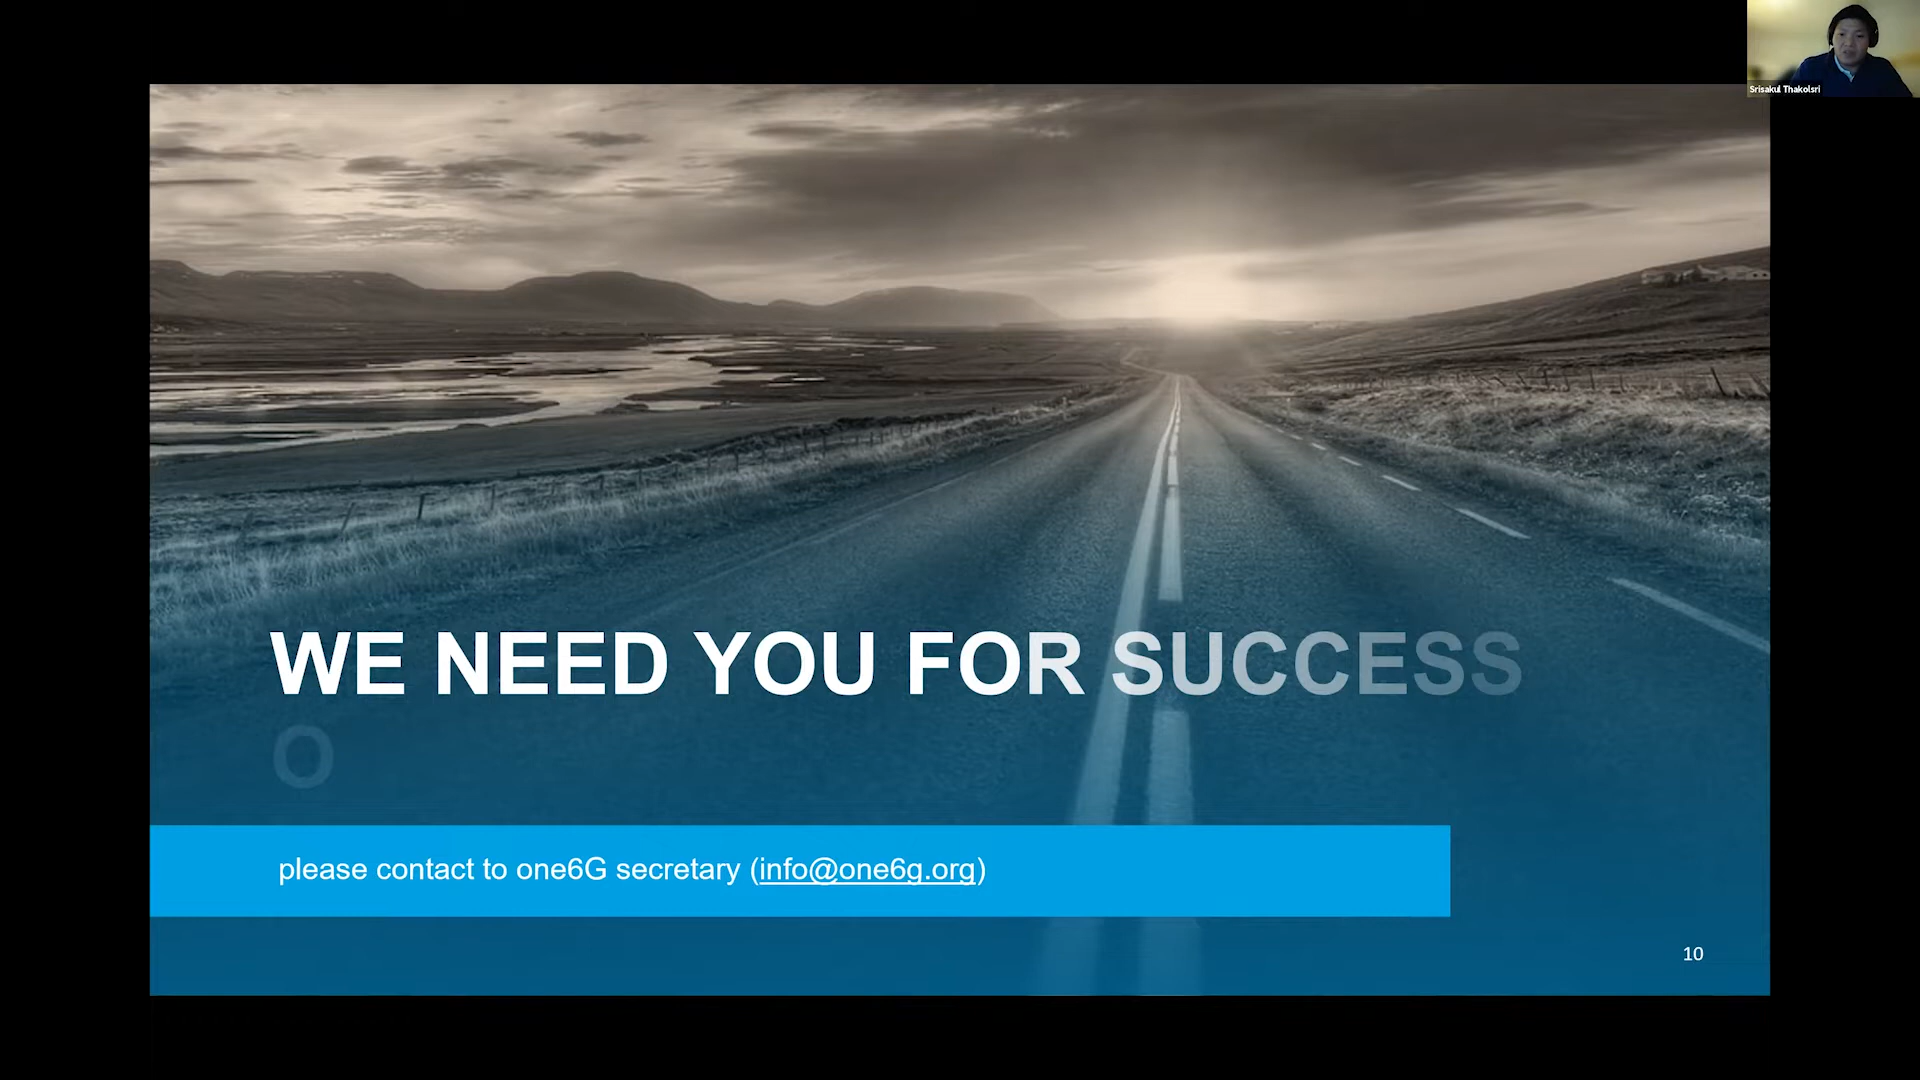 Srisakul Thakolsri
WE NEED YOU FOR SUCCESS
O
please contact to one6G secretary (info@one6g.org)
10